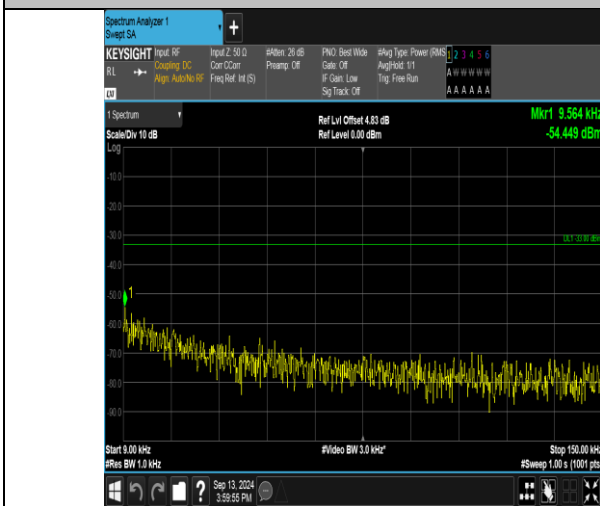 Spectrum Analyzer 1
Swept SA
+
KEYSIGHT
RL
LXI
Input: RF
Coupling: DC
Align: Auto/No RF
Input Z: 50 Ω
Corr CCorr
Freq Ref: Int (S)
#Atten: 26 dB
Preamp: Off
PNO: Best Wide
Gate: Off
IF Gain: Low
Sig Track: Off
#Avg Type: Power (RMS
Avg|Hold: 1/1
Trig: Free Run
1 2 3 4 5 6
A W W W W W
A A A A A A
1 Spectrum
Scale/Div 10 dB
Ref Lvl Offset 4.83 dB
Ref Level 0.00 dBm
Mkr1 9.564 kHz
-54.449 dBm
Log
-10.0
-20.0
-30.0
DL1 -33.00 dBm
-40.0
-50.0
1
-60.0
-70.0
-80.0
-90.0
Start 9.00 kHz
#Res BW 1.0 kHz
#Video BW 3.0 kHz*
Stop 150.00 kHz
#Sweep 1.00 s (1001 pts)
?
Sep 13, 2024
3:59:55 PM